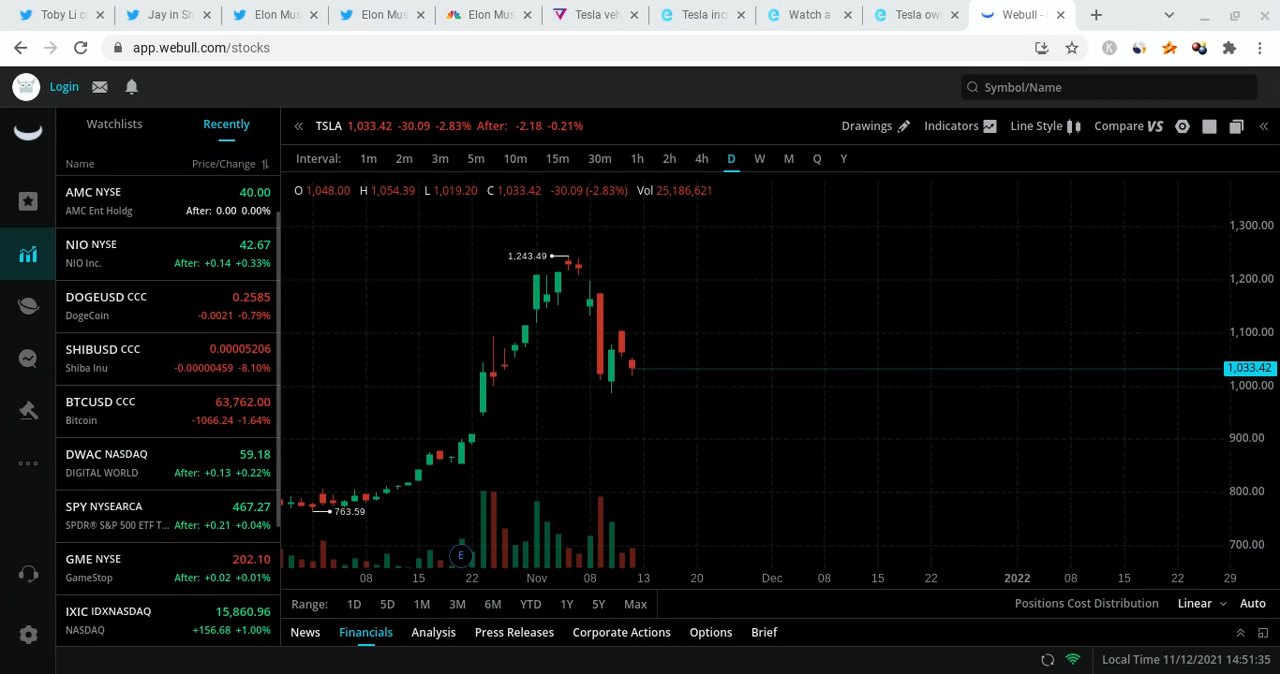 Toby Li o
Jay in Sh
Elon Mus
Elon Mus
Elon Mus
Tesla veh
Tesla inc
Watch a
Tesla ow
Webull -
app.webull.com/stocks
K
Login
Symbol/Name
Watchlists Recently
Name Price/Change
AMC NYSE 40.00
AMC Ent Holdg After: 0.00 0.00%
NIO NYSE 42.67
NIO Inc. After: +0.14 +0.33%
DOGEUSD CCC 0.2585
DogeCoin -0.0021 -0.79%
SHIBUSD CCC 0.00005206
Shiba Inu -0.00000459 -8.10%
BTCUSD CCC 63,762.00
Bitcoin -1066.24 -1.64%
DWAC NASDAQ 59.18
DIGITAL WORLD After: +0.13 +0.22%
SPY NYSEARCA 467.27
SPDR® S&P 500 ETF T... After: +0.21 +0.04%
GME NYSE 202.10
GameStop After: +0.02 +0.01%
IXIC IDXNASDAQ 15,860.96
NASDAQ +156.68 +1.00%
TSLA 1,033.42 -30.09 -2.83% After: -2.18 -0.21%
Drawings Indicators Line Style Compare VS
Interval: 1m 2m 3m 5m 10m 15m 30m 1h 2h 4h D W M Q Y
O 1,048.00 H 1,054.39 L 1,019.20 C 1,033.42 -30.09 (-2.83%) Vol 25,186,621
1,300.00
1,243.49
1,200.00
1,100.00
1,033.42
1,000.00
900.00
800.00
763.59
700.00
E
08 15 22 Nov 08 13 20 Dec 08 15 22 2022 08 15 22 29
Range: 1D 5D 1M 3M 6M YTD 1Y 5Y Max
Positions Cost Distribution Linear Auto
News Financials Analysis Press Releases Corporate Actions Options Brief
Local Time 11/12/2021 14:51:35